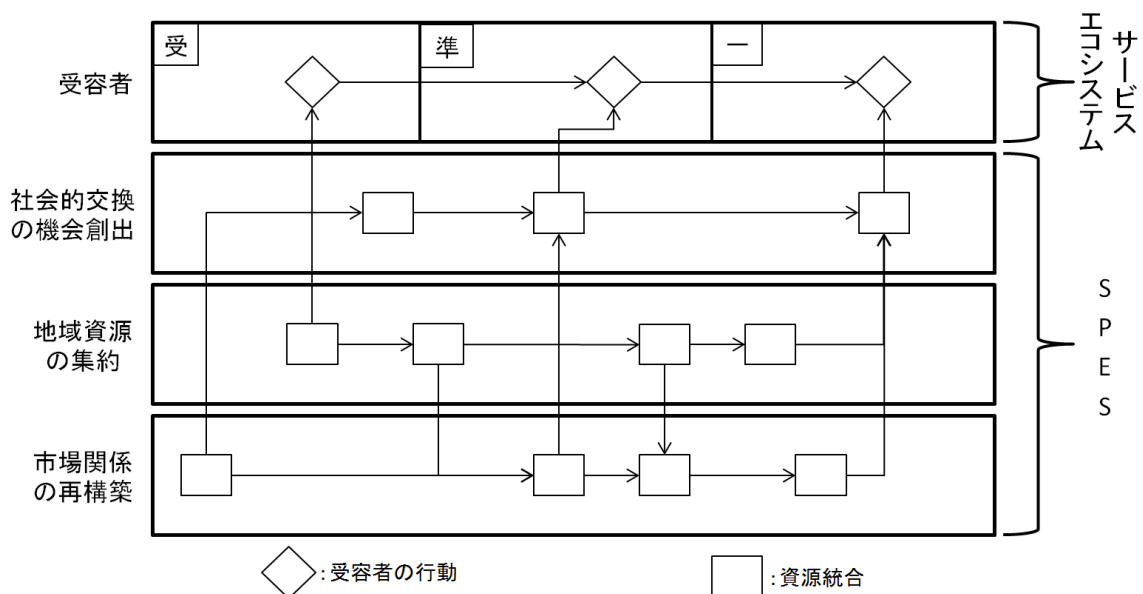 受
準
一
受容者
サービス
エコシステム
社会的交換
の機会創出
地域資源
の集約
SPES
市場関係
の再構築
:受容者の行動
:資源統合